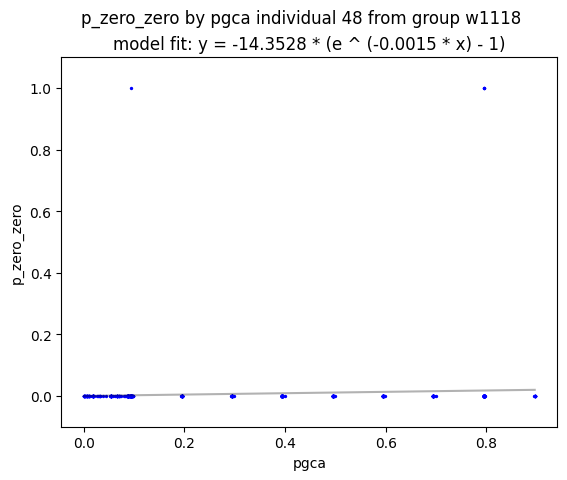 p_zero_zero by pgca individual 48 from group w1118
model fit: y = -14.3528 * (e ^ (-0.0015 * x) - 1)
1.0
0.8
0.6
0.4
0.2
0.0
p_zero_zero
0.0 0.2 0.4 0.6 0.8
pgca